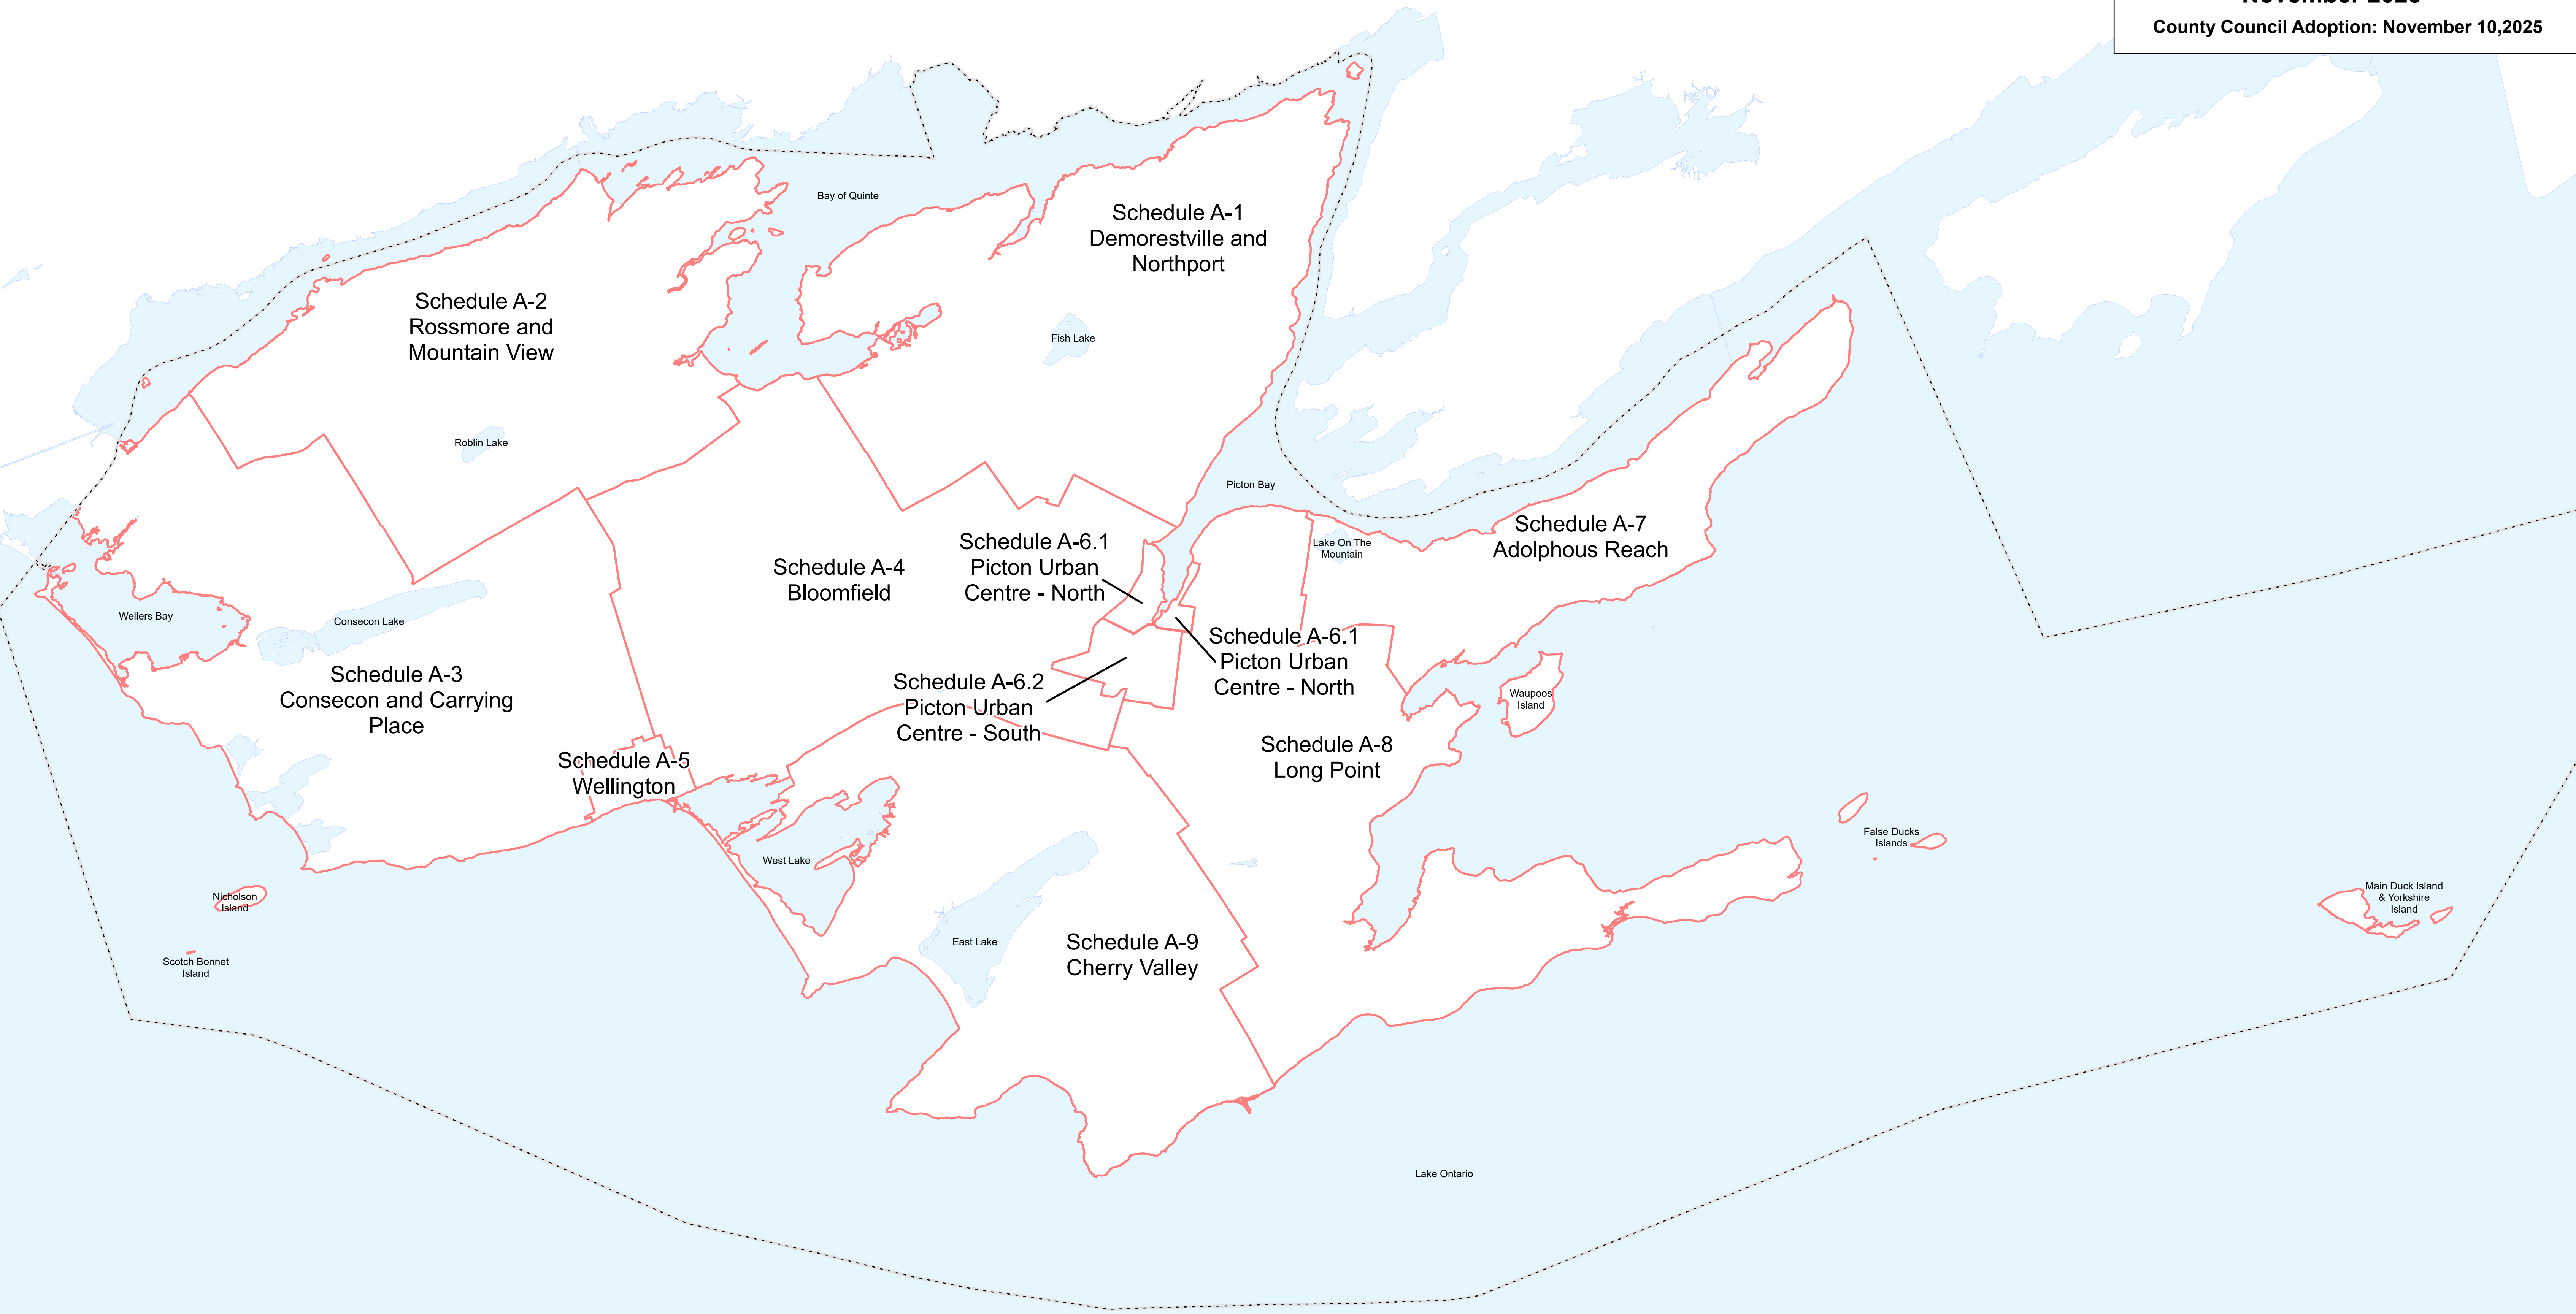 November 2025
County Council Adoption: November 10,2025
Bay of Quinte
Schedule A-1
Demorestville and
Northport
Schedule A-2
Rossmore and
Mountain View
Fish Lake
Roblin Lake
Picton Bay
Schedule A-7
Adolphous Reach
Lake On The
Mountain
Schedule A-6.1
Picton Urban
Centre - North
Schedule A-4
Bloomfield
Wellers Bay
Consecon Lake
Schedule A-6.1
Picton Urban
Centre - North
Schedule A-3
Consecon and Carrying
Place
Schedule A-6.2
Picton Urban
Centre - South
Waupoos
Island
Schedule A-8
Long Point
Schedule A-5
Wellington
False Ducks
Islands
West Lake
Main Duck Island
& Yorkshire
Island
Nicholson
Island
East Lake
Schedule A-9
Cherry Valley
Scotch Bonnet
Island
Lake Ontario